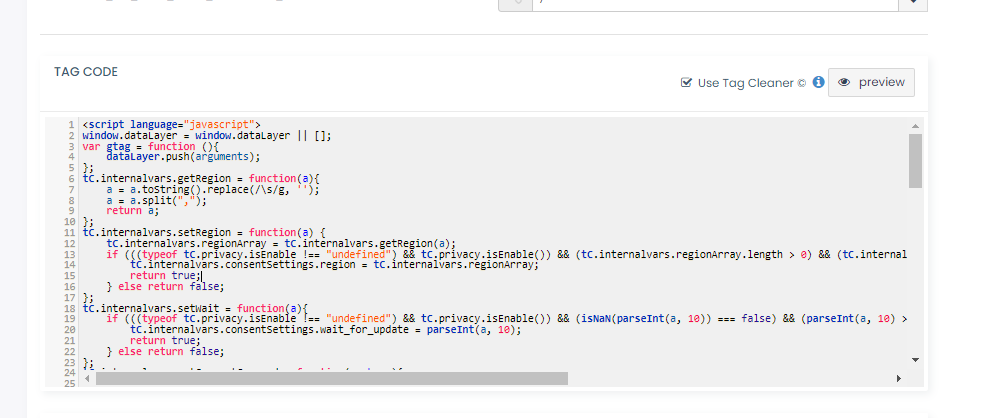 TAG CODE
Use Tag Cleaner © preview
1 <script language="javascript">
2 window.dataLayer = window.dataLayer || [];
3 var gtag = function (){
4 dataLayer.push(arguments);
5 };
6 tC.internalvars.getRegion = function(a){
7 a = a.toString().replace(/\s/g, '');
8 a = a.split(",");
9 return a;
10 };
11 tC.internalvars.setRegion = function(a) {
12 tC.internalvars.regionArray = tC.internalvars.getRegion(a);
13 if (((typeof tC.privacy.isEnable !== "undefined") && tC.privacy.isEnable()) && (tC.internalvars.regionArray.length > 0) && (tC.internal
14 tC.internalvars.consentSettings.region = tC.internalvars.regionArray;
15 return true;
16 } else return false;
17 };
18 tC.internalvars.setWait = function(a){
19 if (((typeof tC.privacy.isEnable !== "undefined") && tC.privacy.isEnable()) && (isNaN(parseInt(a, 10)) === false) && (parseInt(a, 10) >
20 tC.internalvars.consentSettings.wait_for_update = parseInt(a, 10);
21 return true;
22 } else return false;
23 };
24
25